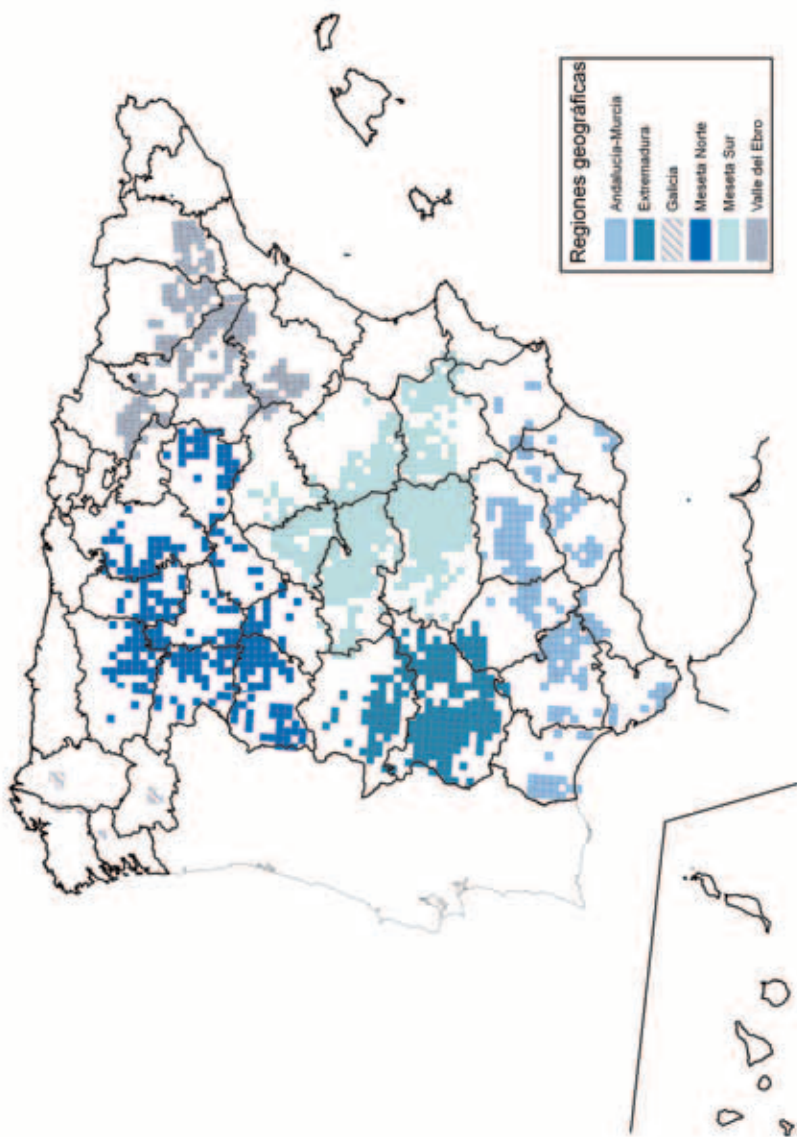 Regiones geográficas
Andalucía-Murcia
Extremadura
Galicia
Meseta Norte
Meseta Sur
Valle del Ebro